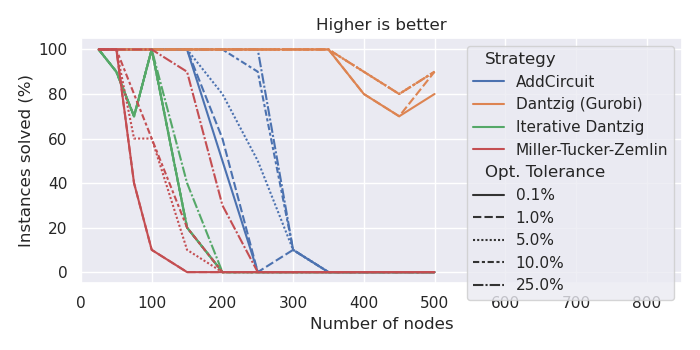 Higher is better
Instances solved (%)
100
80
60
40
20
0
0 100 200 300 400 500 600 700 800
Number of nodes
Strategy
AddCircuit
Dantzig (Gurobi)
Iterative Dantzig
Miller-Tucker-Zemlin
Opt. Tolerance
0.1%
1.0%
5.0%
10.0%
25.0%